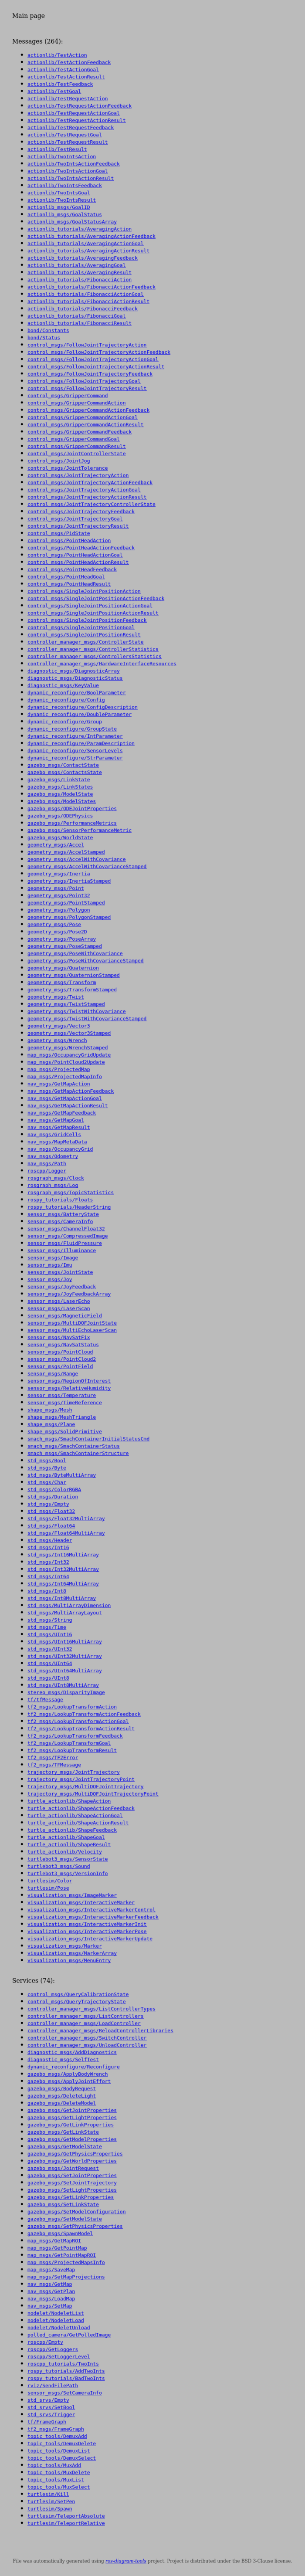 Main page
Messages (264):
actionlib/TestAction
actionlib/TestActionFeedback
actionlib/TestActionGoal
actionlib/TestActionResult
actionlib/TestFeedback
actionlib/TestGoal
actionlib/TestRequestAction
actionlib/TestRequestActionFeedback
actionlib/TestRequestActionGoal
actionlib/TestRequestActionResult
actionlib/TestRequestFeedback
actionlib/TestRequestGoal
actionlib/TestRequestResult
actionlib/TestResult
actionlib/TwoIntsAction
actionlib/TwoIntsActionFeedback
actionlib/TwoIntsActionGoal
actionlib/TwoIntsActionResult
actionlib/TwoIntsFeedback
actionlib/TwoIntsGoal
actionlib/TwoIntsResult
actionlib_msgs/GoalID
actionlib_msgs/GoalStatus
actionlib_msgs/GoalStatusArray
actionlib_tutorials/AveragingAction
actionlib_tutorials/AveragingActionFeedback
actionlib_tutorials/AveragingActionGoal
actionlib_tutorials/AveragingActionResult
actionlib_tutorials/AveragingFeedback
actionlib_tutorials/AveragingGoal
actionlib_tutorials/AveragingResult
actionlib_tutorials/FibonacciAction
actionlib_tutorials/FibonacciActionFeedback
actionlib_tutorials/FibonacciActionGoal
actionlib_tutorials/FibonacciActionResult
actionlib_tutorials/FibonacciFeedback
actionlib_tutorials/FibonacciGoal
actionlib_tutorials/FibonacciResult
bond/Constants
bond/Status
control_msgs/FollowJointTrajectoryAction
control_msgs/FollowJointTrajectoryActionFeedback
control_msgs/FollowJointTrajectoryActionGoal
control_msgs/FollowJointTrajectoryActionResult
control_msgs/FollowJointTrajectoryFeedback
control_msgs/FollowJointTrajectoryGoal
control_msgs/FollowJointTrajectoryResult
control_msgs/GripperCommand
control_msgs/GripperCommandAction
control_msgs/GripperCommandActionFeedback
control_msgs/GripperCommandActionGoal
control_msgs/GripperCommandActionResult
control_msgs/GripperCommandFeedback
control_msgs/GripperCommandGoal
control_msgs/GripperCommandResult
control_msgs/JointControllerState
control_msgs/JointJog
control_msgs/JointTolerance
control_msgs/JointTrajectoryAction
control_msgs/JointTrajectoryActionFeedback
control_msgs/JointTrajectoryActionGoal
control_msgs/JointTrajectoryActionResult
control_msgs/JointTrajectoryControllerState
control_msgs/JointTrajectoryFeedback
control_msgs/JointTrajectoryGoal
control_msgs/JointTrajectoryResult
control_msgs/PidState
control_msgs/PointHeadAction
control_msgs/PointHeadActionFeedback
control_msgs/PointHeadActionGoal
control_msgs/PointHeadActionResult
control_msgs/PointHeadFeedback
control_msgs/PointHeadGoal
control_msgs/PointHeadResult
control_msgs/SingleJointPositionAction
control_msgs/SingleJointPositionActionFeedback
control_msgs/SingleJointPositionActionGoal
control_msgs/SingleJointPositionActionResult
control_msgs/SingleJointPositionFeedback
control_msgs/SingleJointPositionGoal
control_msgs/SingleJointPositionResult
controller_manager_msgs/ControllerState
controller_manager_msgs/ControllerStatistics
controller_manager_msgs/ControllersStatistics
controller_manager_msgs/HardwareInterfaceResources
diagnostic_msgs/DiagnosticArray
diagnostic_msgs/DiagnosticStatus
diagnostic_msgs/KeyValue
dynamic_reconfigure/BoolParameter
dynamic_reconfigure/Config
dynamic_reconfigure/ConfigDescription
dynamic_reconfigure/DoubleParameter
dynamic_reconfigure/Group
dynamic_reconfigure/GroupState
dynamic_reconfigure/IntParameter
dynamic_reconfigure/ParamDescription
dynamic_reconfigure/SensorLevels
dynamic_reconfigure/StrParameter
gazebo_msgs/ContactState
gazebo_msgs/ContactsState
gazebo_msgs/LinkState
gazebo_msgs/LinkStates
gazebo_msgs/ModelState
gazebo_msgs/ModelStates
gazebo_msgs/ODEJointProperties
gazebo_msgs/ODEPhysics
gazebo_msgs/PerformanceMetrics
gazebo_msgs/SensorPerformanceMetric
gazebo_msgs/WorldState
geometry_msgs/Accel
geometry_msgs/AccelStamped
geometry_msgs/AccelWithCovariance
geometry_msgs/AccelWithCovarianceStamped
geometry_msgs/Inertia
geometry_msgs/InertiaStamped
geometry_msgs/Point
geometry_msgs/Point32
geometry_msgs/PointStamped
geometry_msgs/Polygon
geometry_msgs/PolygonStamped
geometry_msgs/Pose
geometry_msgs/Pose2D
geometry_msgs/PoseArray
geometry_msgs/PoseStamped
geometry_msgs/PoseWithCovariance
geometry_msgs/PoseWithCovarianceStamped
geometry_msgs/Quaternion
geometry_msgs/QuaternionStamped
geometry_msgs/Transform
geometry_msgs/TransformStamped
geometry_msgs/Twist
geometry_msgs/TwistStamped
geometry_msgs/TwistWithCovariance
geometry_msgs/TwistWithCovarianceStamped
geometry_msgs/Vector3
geometry_msgs/Vector3Stamped
geometry_msgs/Wrench
geometry_msgs/WrenchStamped
map_msgs/OccupancyGridUpdate
map_msgs/PointCloud2Update
map_msgs/ProjectedMap
map_msgs/ProjectedMapInfo
nav_msgs/GetMapAction
nav_msgs/GetMapActionFeedback
nav_msgs/GetMapActionGoal
nav_msgs/GetMapActionResult
nav_msgs/GetMapFeedback
nav_msgs/GetMapGoal
nav_msgs/GetMapResult
nav_msgs/GridCells
nav_msgs/MapMetaData
nav_msgs/OccupancyGrid
nav_msgs/Odometry
nav_msgs/Path
roscpp/Logger
rosgraph_msgs/Clock
rosgraph_msgs/Log
rosgraph_msgs/TopicStatistics
rospy_tutorials/Floats
rospy_tutorials/HeaderString
sensor_msgs/BatteryState
sensor_msgs/CameraInfo
sensor_msgs/ChannelFloat32
sensor_msgs/CompressedImage
sensor_msgs/FluidPressure
sensor_msgs/Illuminance
sensor_msgs/Image
sensor_msgs/Imu
sensor_msgs/JointState
sensor_msgs/Joy
sensor_msgs/JoyFeedback
sensor_msgs/JoyFeedbackArray
sensor_msgs/LaserEcho
sensor_msgs/LaserScan
sensor_msgs/MagneticField
sensor_msgs/MultiDOFJointState
sensor_msgs/MultiEchoLaserScan
sensor_msgs/NavSatFix
sensor_msgs/NavSatStatus
sensor_msgs/PointCloud
sensor_msgs/PointCloud2
sensor_msgs/PointField
sensor_msgs/Range
sensor_msgs/RegionOfInterest
sensor_msgs/RelativeHumidity
sensor_msgs/Temperature
sensor_msgs/TimeReference
shape_msgs/Mesh
shape_msgs/MeshTriangle
shape_msgs/Plane
shape_msgs/SolidPrimitive
smach_msgs/SmachContainerInitialStatusCmd
smach_msgs/SmachContainerStatus
smach_msgs/SmachContainerStructure
std_msgs/Bool
std_msgs/Byte
std_msgs/ByteMultiArray
std_msgs/Char
std_msgs/ColorRGBA
std_msgs/Duration
std_msgs/Empty
std_msgs/Float32
std_msgs/Float32MultiArray
std_msgs/Float64
std_msgs/Float64MultiArray
std_msgs/Header
std_msgs/Int16
std_msgs/Int16MultiArray
std_msgs/Int32
std_msgs/Int32MultiArray
std_msgs/Int64
std_msgs/Int64MultiArray
std_msgs/Int8
std_msgs/Int8MultiArray
std_msgs/MultiArrayDimension
std_msgs/MultiArrayLayout
std_msgs/String
std_msgs/Time
std_msgs/UInt16
std_msgs/UInt16MultiArray
std_msgs/UInt32
std_msgs/UInt32MultiArray
std_msgs/UInt64
std_msgs/UInt64MultiArray
std_msgs/UInt8
std_msgs/UInt8MultiArray
stereo_msgs/DisparityImage
tf/tfMessage
tf2_msgs/LookupTransformAction
tf2_msgs/LookupTransformActionFeedback
tf2_msgs/LookupTransformActionGoal
tf2_msgs/LookupTransformActionResult
tf2_msgs/LookupTransformFeedback
tf2_msgs/LookupTransformGoal
tf2_msgs/LookupTransformResult
tf2_msgs/TF2Error
tf2_msgs/TFMessage
trajectory_msgs/JointTrajectory
trajectory_msgs/JointTrajectoryPoint
trajectory_msgs/MultiDOFJointTrajectory
trajectory_msgs/MultiDOFJointTrajectoryPoint
turtle_actionlib/ShapeAction
turtle_actionlib/ShapeActionFeedback
turtle_actionlib/ShapeActionGoal
turtle_actionlib/ShapeActionResult
turtle_actionlib/ShapeFeedback
turtle_actionlib/ShapeGoal
turtle_actionlib/ShapeResult
turtle_actionlib/Velocity
turtlebot3_msgs/SensorState
turtlebot3_msgs/Sound
turtlebot3_msgs/VersionInfo
turtlesim/Color
turtlesim/Pose
visualization_msgs/ImageMarker
visualization_msgs/InteractiveMarker
visualization_msgs/InteractiveMarkerControl
visualization_msgs/InteractiveMarkerFeedback
visualization_msgs/InteractiveMarkerInit
visualization_msgs/InteractiveMarkerPose
visualization_msgs/InteractiveMarkerUpdate
visualization_msgs/Marker
visualization_msgs/MarkerArray
visualization_msgs/MenuEntry
Services (74):
control_msgs/QueryCalibrationState
control_msgs/QueryTrajectoryState
controller_manager_msgs/ListControllerTypes
controller_manager_msgs/ListControllers
controller_manager_msgs/LoadController
controller_manager_msgs/ReloadControllerLibraries
controller_manager_msgs/SwitchController
controller_manager_msgs/UnloadController
diagnostic_msgs/AddDiagnostics
diagnostic_msgs/SelfTest
dynamic_reconfigure/Reconfigure
gazebo_msgs/ApplyBodyWrench
gazebo_msgs/ApplyJointEffort
gazebo_msgs/BodyRequest
gazebo_msgs/DeleteLight
gazebo_msgs/DeleteModel
gazebo_msgs/GetJointProperties
gazebo_msgs/GetLightProperties
gazebo_msgs/GetLinkProperties
gazebo_msgs/GetLinkState
gazebo_msgs/GetModelProperties
gazebo_msgs/GetModelState
gazebo_msgs/GetPhysicsProperties
gazebo_msgs/GetWorldProperties
gazebo_msgs/JointRequest
gazebo_msgs/SetJointProperties
gazebo_msgs/SetJointTrajectory
gazebo_msgs/SetLightProperties
gazebo_msgs/SetLinkProperties
gazebo_msgs/SetLinkState
gazebo_msgs/SetModelConfiguration
gazebo_msgs/SetModelState
gazebo_msgs/SetPhysicsProperties
gazebo_msgs/SpawnModel
map_msgs/GetMapROI
map_msgs/GetPointMap
map_msgs/GetPointMapROI
map_msgs/ProjectedMapsInfo
map_msgs/SaveMap
map_msgs/SetMapProjections
nav_msgs/GetMap
nav_msgs/GetPlan
nav_msgs/LoadMap
nav_msgs/SetMap
nodelet/NodeletList
nodelet/NodeletLoad
nodelet/NodeletUnload
polled_camera/GetPolledImage
roscpp/Empty
roscpp/GetLoggers
roscpp/SetLoggerLevel
roscpp_tutorials/TwoInts
rospy_tutorials/AddTwoInts
rospy_tutorials/BadTwoInts
rviz/SendFilePath
sensor_msgs/SetCameraInfo
std_srvs/Empty
std_srvs/SetBool
std_srvs/Trigger
tf/FrameGraph
tf2_msgs/FrameGraph
topic_tools/DemuxAdd
topic_tools/DemuxDelete
topic_tools/DemuxList
topic_tools/DemuxSelect
topic_tools/MuxAdd
topic_tools/MuxDelete
topic_tools/MuxList
topic_tools/MuxSelect
turtlesim/Kill
turtlesim/SetPen
turtlesim/Spawn
turtlesim/TeleportAbsolute
turtlesim/TeleportRelative
File was automatically generated using ros-diagram-tools project. Project is distributed under the BSD 3-Clause license.